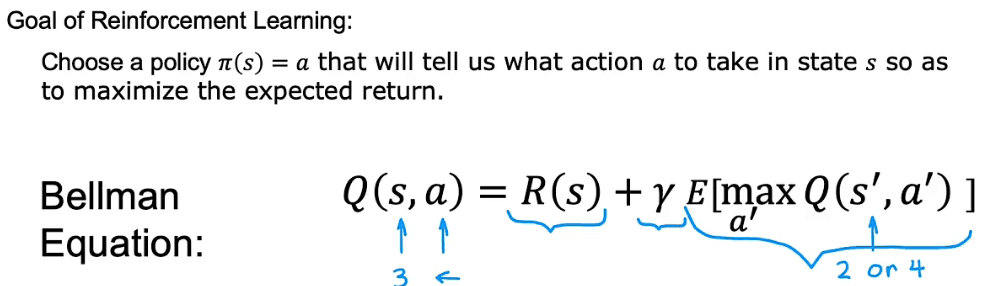 Goal of Reinforcement Learning:
Choose a policy π(s) = a that will tell us what action a to take in state s so as
to maximize the expected return.
Bellman
Equation:
Q(s, a) = R(s) + γ E[max Q(s', a') ]
a'
3 ←
2 or 4